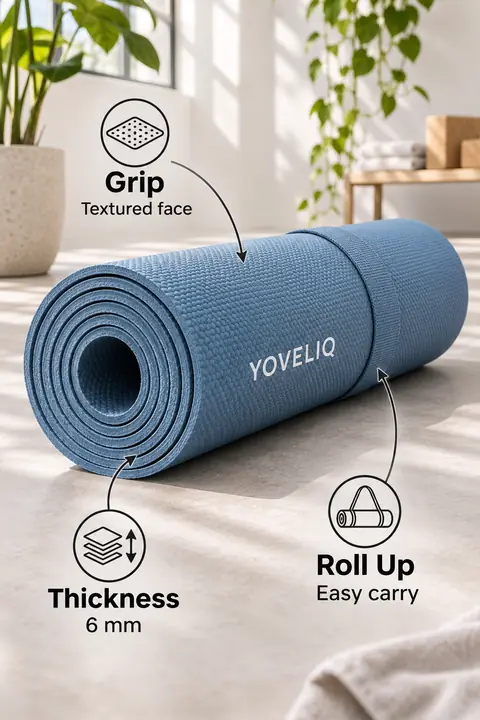 Grip
Textured face
YOVELIQ
Thickness
6 mm
Roll Up
Easy carry